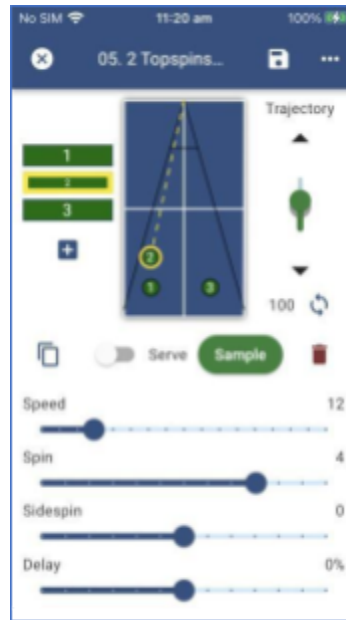 No SIM 11:20 am 100%
05. 2 Topspins...
Trajectory
1
2
3
2
1 3
100
Serve Sample
Speed 12
Spin 4
Sidespin 0
Delay 0%